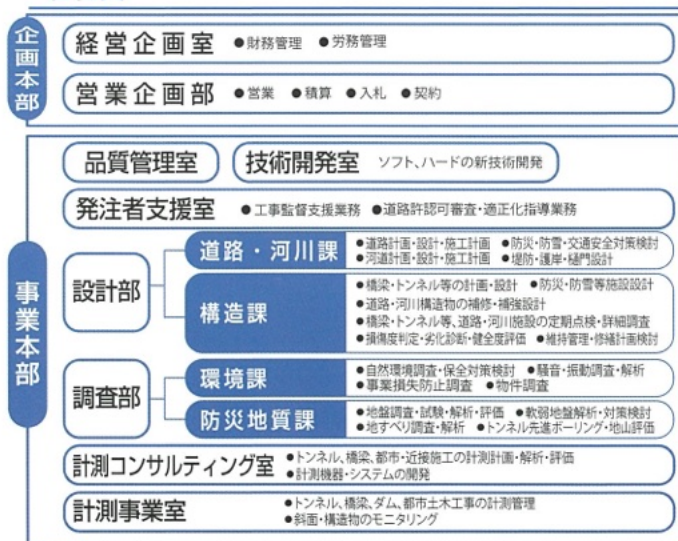 企画本部
経営企画室 ●財務管理 ●労務管理
営業企画部 ●営業 ●積算 ●入札 ●契約
事業本部
品質管理室 技術開発室 ソフト、ハードの新技術開発
発注者支援室 ●工事監督支援業務 ●道路許認可審査・適正化指導業務
設計部
道路・河川課
●道路計画・設計・施工計画 ●防災・防雪・交通安全対策検討
●河道計画・設計・施工計画 ●堤防・護岸・樋門設計
構造課
●橋梁・トンネル等の計画・設計 ●防災・防雪等施設設計
●道路・河川構造物の補修・補強設計
●橋梁・トンネル等、道路・河川施設の定期点検・詳細調査
●損傷度判定・劣化診断・健全度評価 ●維持管理・修繕計画検討
調査部
環境課
●自然環境調査・保全対策検討 ●騒音・振動調査・解析
●事業損失防止調査 ●物件調査
防災地質課
●地盤調査・試験・解析・評価 ●軟弱地盤解析・対策検討
●地すべり調査・解析 ●トンネル先進ボーリング・地山評価
計測コンサルティング室
●トンネル、橋梁、都市・近接施工の計測計画・解析・評価
●計測機器・システムの開発
計測事業室
●トンネル、橋梁、ダム、都市土木工事の計測管理
●斜面・構造物のモニタリング